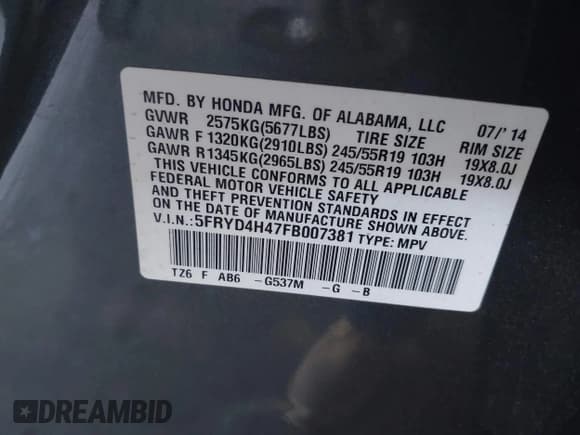 MFD. BY HONDA MFG. OF ALABAMA, LLC 07/'14
GVWR 2575KG(5677LBS) TIRE SIZE RIM SIZE
GAWR F 1320KG(2910LBS) 245/55R19 103H 19X8.0J
GAWR R 1345KG(2965LBS) 245/55R19 103H 19X8.0J
THIS VEHICLE CONFORMS TO ALL APPLICABLE
FEDERAL MOTOR VEHICLE SAFETY
AND THEFT PREVENTION STANDARDS IN EFFECT
ON THE DATE OF MANUFACTURE SHOWN ABOVE.
V.I.N.:5FRYD4H47FB007381 TYPE: MPV
TZ6 F AB6 -G537M -G -B
DREAMBID